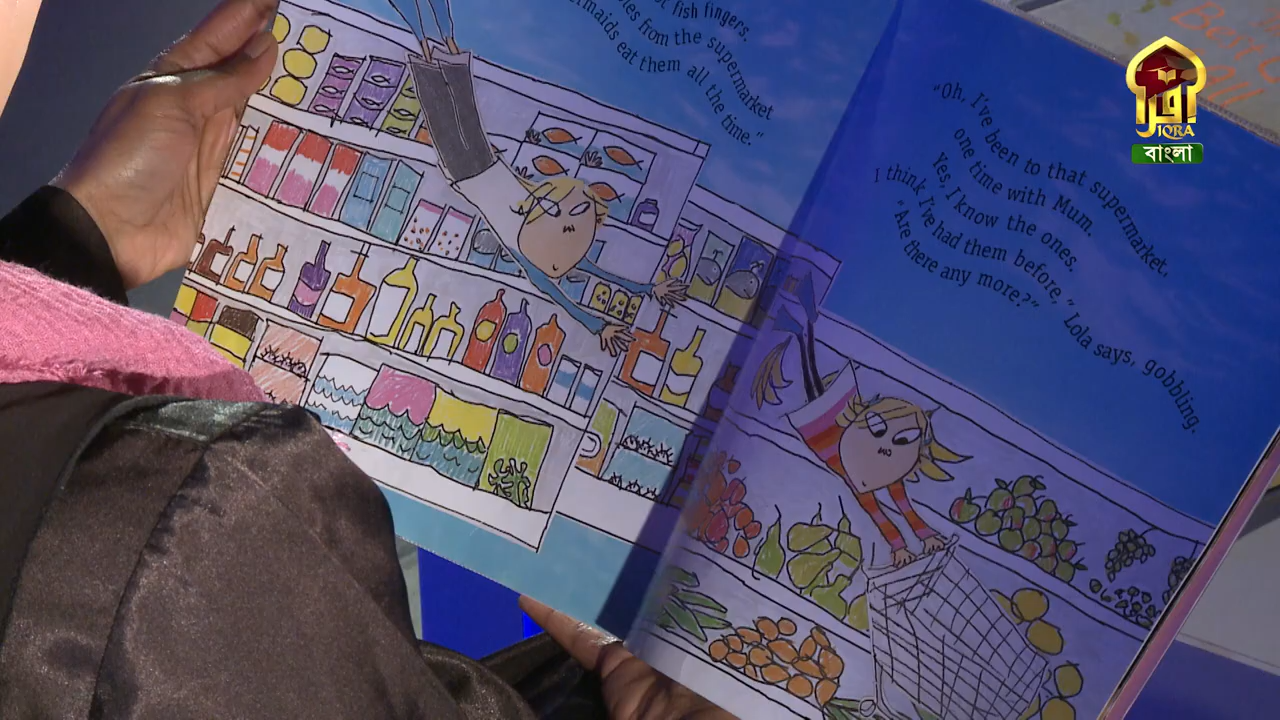 fish fingers.
from the supermarket
eat them all the time."
"Oh, I've been to that supermarket,
one time with Mum.
Yes, I know the ones.
I think I've had them before,"
Lola says, gobbling.
"Are there any more?"
IQRA
বাংলা